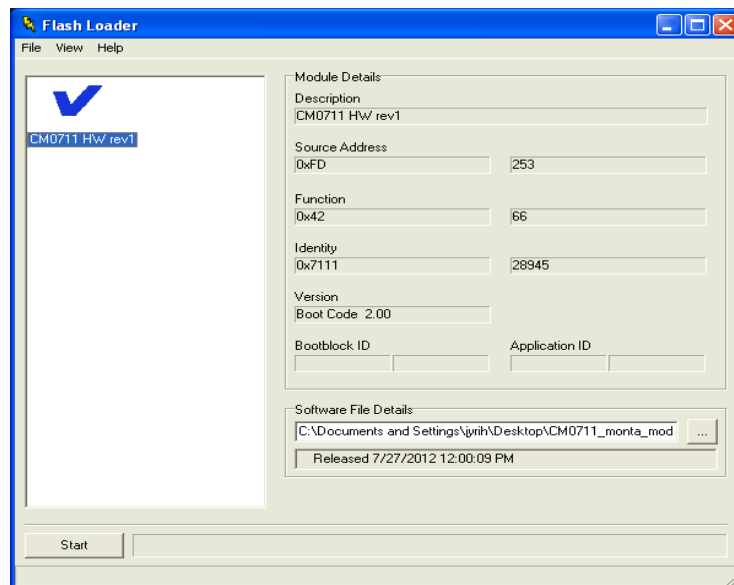 Flash Loader
File View Help
CM0711 HW rev1
Module Details
Description
CM0711 HW rev1
Source Address
0xFD 253
Function
0x42 66
Identity
0x7111 28945
Version
Boot Code 2.00
Bootblock ID Application ID
Software File Details
C:\Documents and Settings\jyrih\Desktop\CM0711_monta_mod ...
Released 7/27/2012 12:00:09 PM
Start